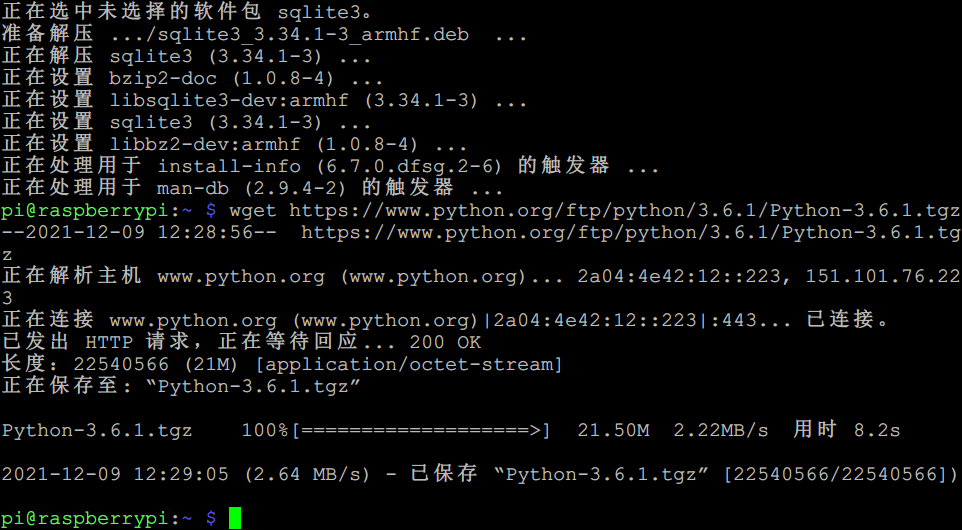 正在选中未选择的软件包 sqlite3。
准备解压 .../sqlite3_3.34.1-3_armhf.deb  ...
正在解压 sqlite3 (3.34.1-3) ...
正在设置 bzip2-doc (1.0.8-4) ...
正在设置 libsqlite3-dev:armhf (3.34.1-3) ...
正在设置 sqlite3 (3.34.1-3) ...
正在设置 libbz2-dev:armhf (1.0.8-4) ...
正在处理用于 install-info (6.7.0.dfsg.2-6) 的触发器 ...
正在处理用于 man-db (2.9.4-2) 的触发器 ...
pi@raspberrypi:~ $ wget https://www.python.org/ftp/python/3.6.1/Python-3.6.1.tgz
--2021-12-09 12:28:56--  https://www.python.org/ftp/python/3.6.1/Python-3.6.1.tg
z
正在解析主机 www.python.org (www.python.org)... 2a04:4e42:12::223, 151.101.76.22
3
正在连接 www.python.org (www.python.org)|2a04:4e42:12::223|:443... 已连接。
已发出 HTTP 请求，正在等待回应... 200 OK
长度：22540566 (21M) [application/octet-stream]
正在保存至: “Python-3.6.1.tgz”
Python-3.6.1.tgz    100%[===================>]  21.50M  2.22MB/s  用时 8.2s
2021-12-09 12:29:05 (2.64 MB/s) - 已保存 “Python-3.6.1.tgz” [22540566/22540566])
pi@raspberrypi:~ $